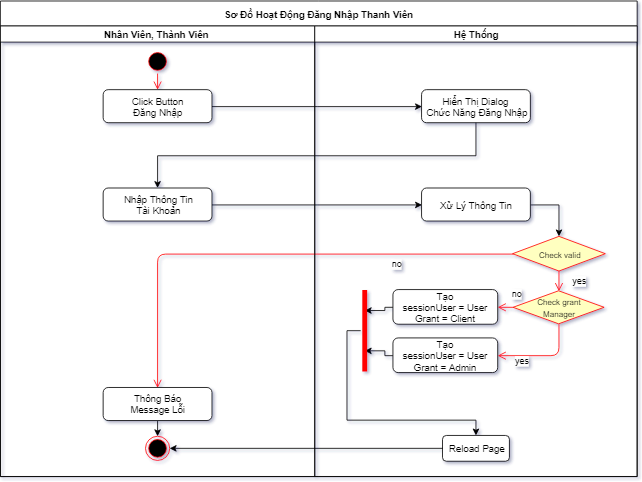 Sơ Đồ Hoạt Động Đăng Nhập Thanh Viên
Nhân Viên, Thành Viên
Hệ Thống
Click Button
Đăng Nhập
Hiển Thị Dialog
Chức Năng Đăng Nhập
Nhập Thông Tin
Tài Khoản
Xử Lý Thông Tin
Check valid
no
yes
Check grant
Manager
no
Tạo
sessionUser = User
Grant = Client
Tạo
sessionUser = User
Grant = Admin
yes
Thông Báo
Message Lỗi
Reload Page